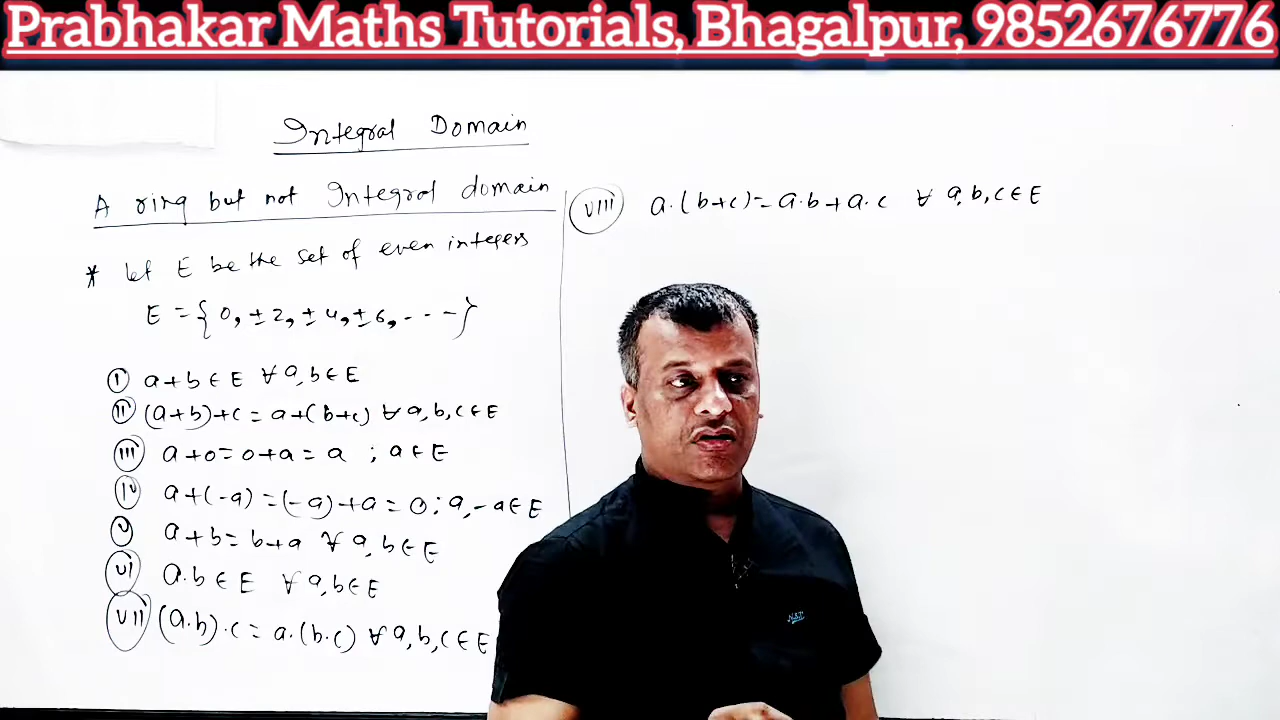 Prabhakar Maths Tutorials, Bhagalpur, 9852676776
Integral Domain
A ring but not Integral domain
* Let E be the set of even integers
E = { 0, ±2, ±4, ±6, - - - }
(I) a+b ∈ E ∀ a,b ∈ E
(II) (a+b)+c = a+(b+c) ∀ a,b,c ∈ E
(III) a+0=0+a= a ; a ∈ E
(IV) a+(-a) = (-a)+a = 0 ; a,-a ∈ E
(V) a+b = b+a ∀ a,b ∈ E
(VI) a.b ∈ E ∀ a,b ∈ E
(VII) (a.b).c = a.(b.c) ∀ a,b,c ∈ E
(VIII) a.(b+c)= a.b+a.c ∀ a,b,c ∈ E